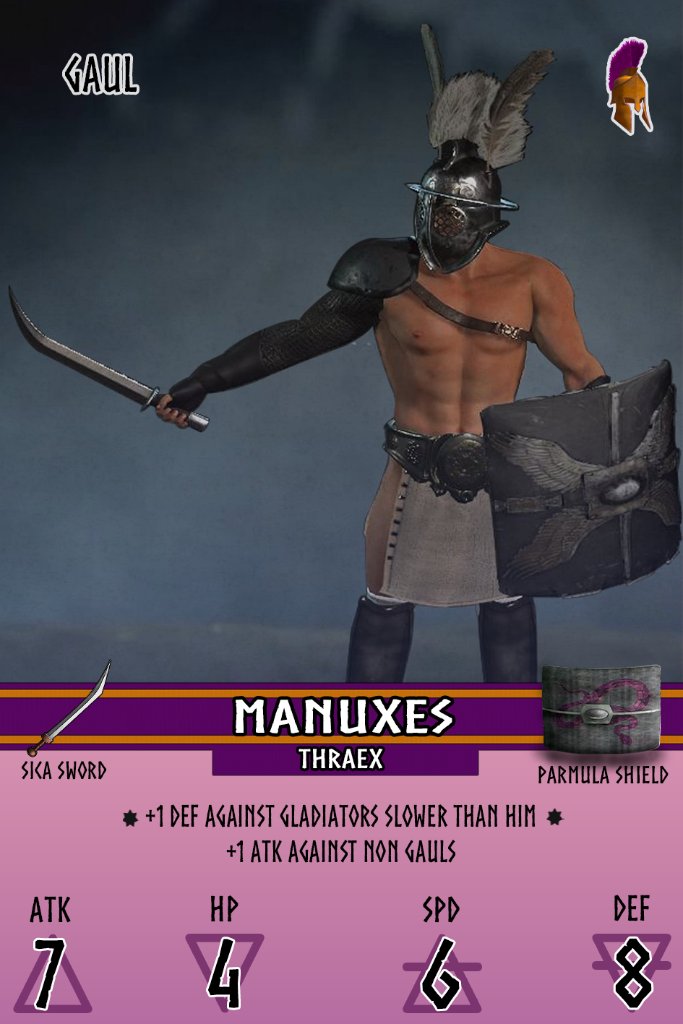 GAUL
MANUXES
THRAEX
SICA SWORD
PARMULA SHIELD
+1 DEF AGAINST GLADIATORS SLOWER THAN HIM
+1 ATK AGAINST NON GAULS
ATK HP SPD DEF
7 4 6 8